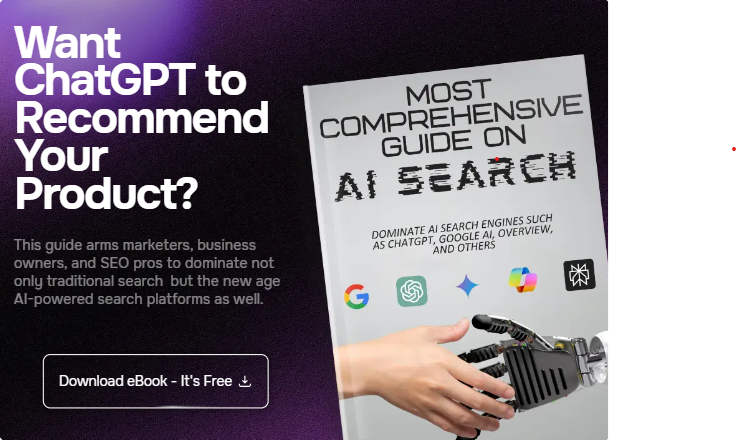 Want
ChatGPT to
Recommend
Your
Product?
This guide arms marketers, business
owners, and SEO pros to dominate not
only traditional search but the new age
AI-powered search platforms as well.
Download eBook - It's Free
MOST
COMPREHENSIVE
GUIDE ON
AI SEARCH
DOMINATE AI SEARCH ENGINES SUCH
AS CHATGPT, GOOGLE AI, OVERVIEW,
AND OTHERS